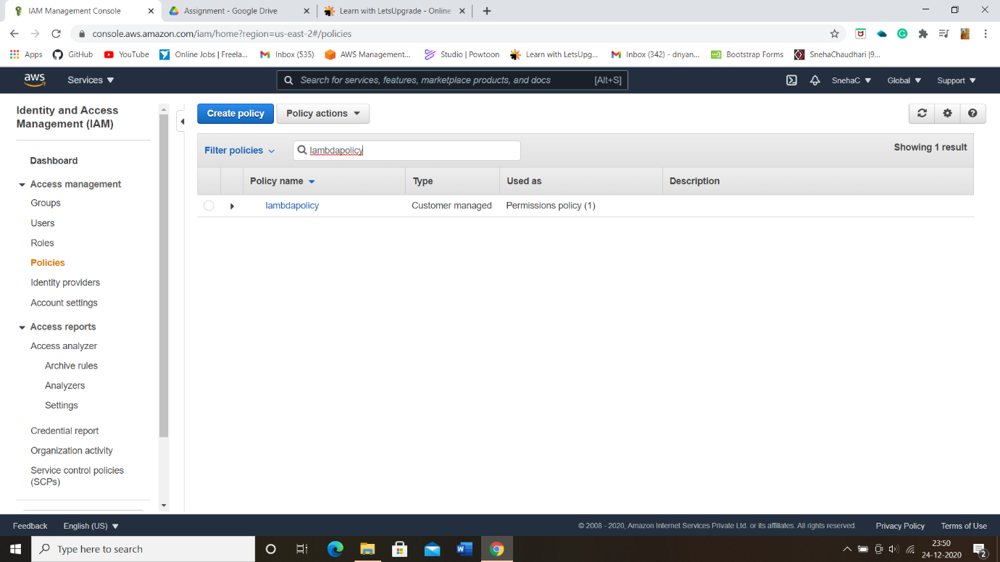 IAM Management Console
Assignment - Google Drive
Learn with LetsUpgrade - Online
console.aws.amazon.com/iam/home?region=us-east-2#/policies
Apps GitHub YouTube Online Jobs | Freela... Inbox (535) AWS Management... Studio | Powtoon Learn with LetsUpg... Inbox (342) - dnyan... Bootstrap Forms SnehaChaudhari |9...
aws Services Search for services, features, marketplace products, and docs [Alt+S] SnehaC Global Support
Identity and Access
Management (IAM)
Dashboard
Access management
Groups
Users
Roles
Policies
Identity providers
Account settings
Access reports
Access analyzer
Archive rules
Analyzers
Settings
Credential report
Organization activity
Service control policies
(SCPs)
Create policy Policy actions
Filter policies lambdapolicy Showing 1 result
Policy name Type Used as Description
lambdapolicy Customer managed Permissions policy (1)
Feedback English (US) © 2008 - 2020, Amazon Internet Services Private Ltd. or its affiliates. All rights reserved. Privacy Policy Terms of Use
Type here to search
23:50
24-12-2020
2